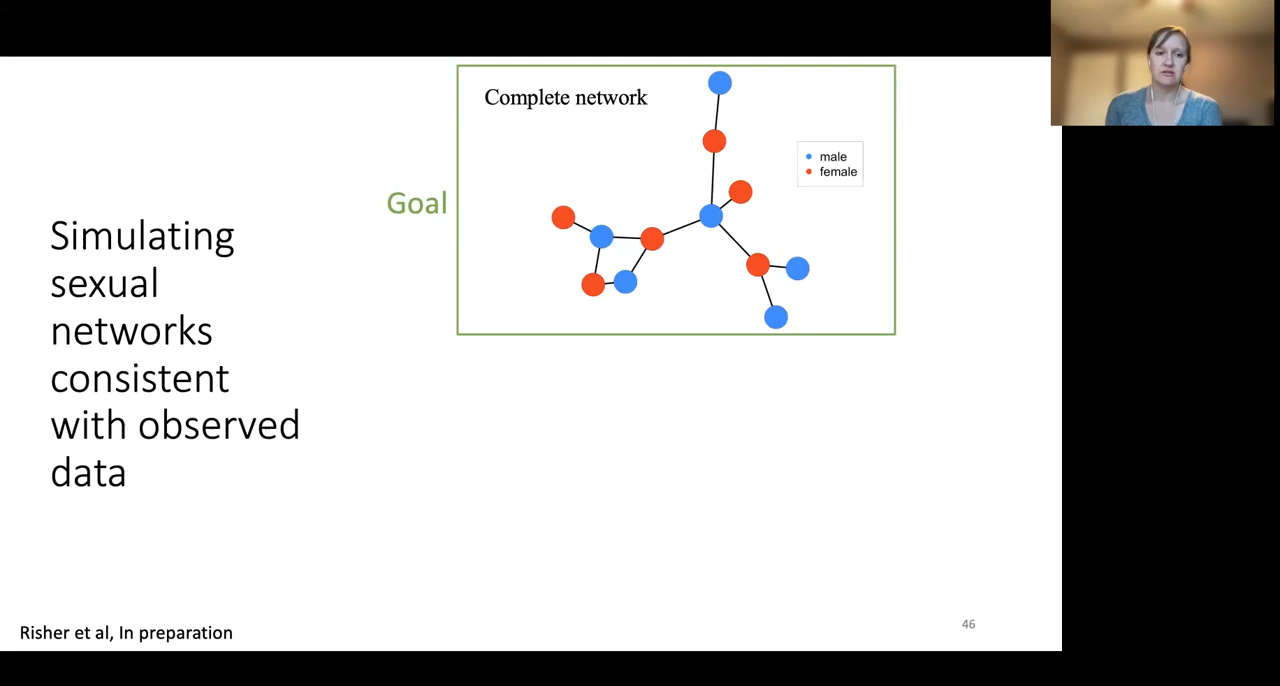 Complete network
male
female
Goal
Simulating
sexual
networks
consistent
with observed
data
Risher et al, In preparation
46